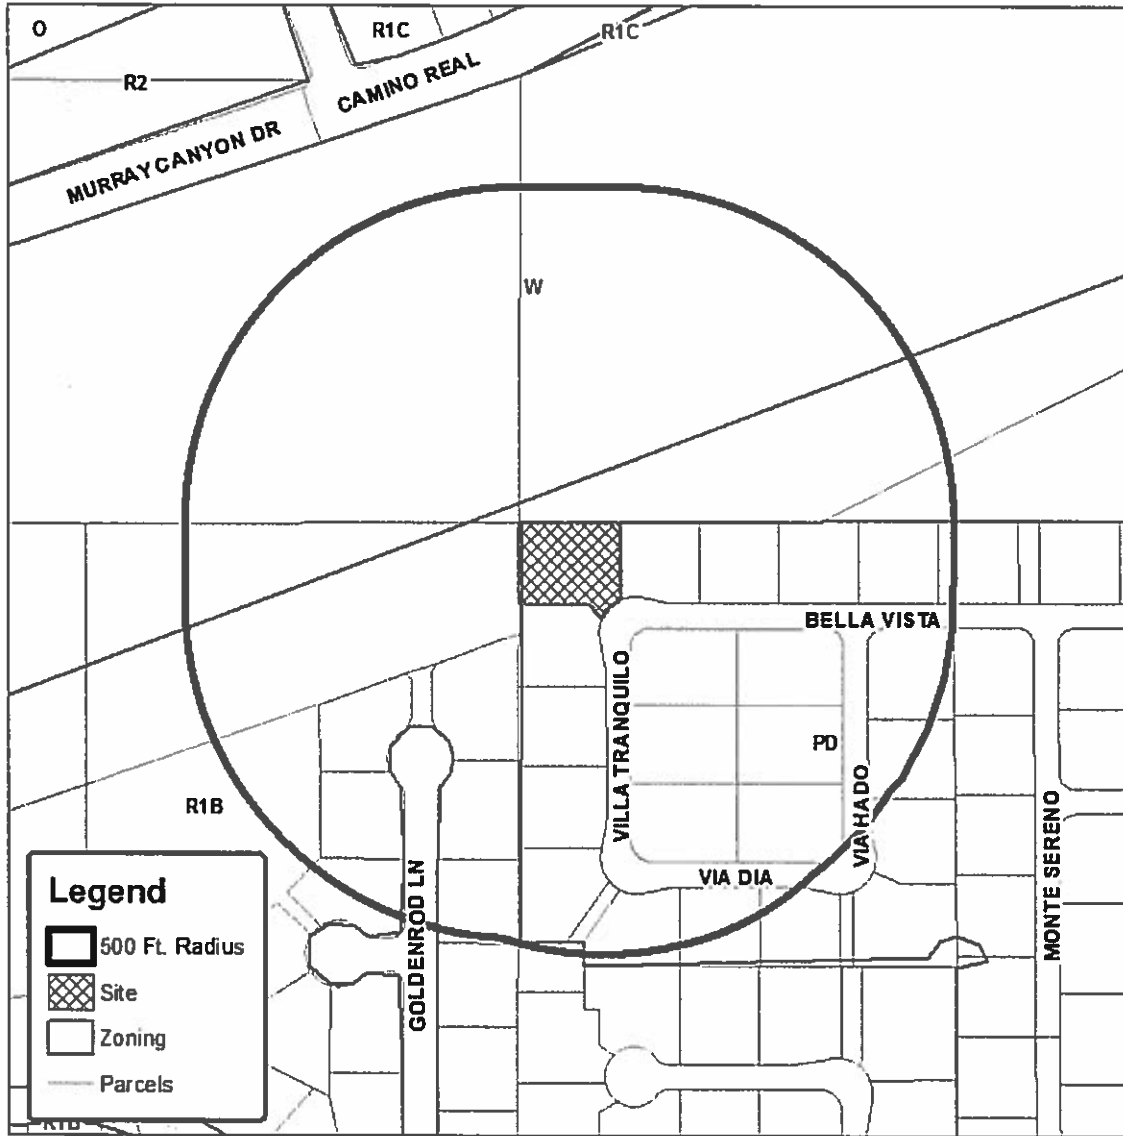 O
R1C
R1C
R2
CAMINO REAL
MURRAY CANYON DR
W
BELLA VISTA
VILLA TRANQUILO
PD
VIA HADO
R1B
MONTE SERENO
VIA DIA
GOLDENROD LN
Legend
500 Ft. Radius
Site
Zoning
Parcels
R1B